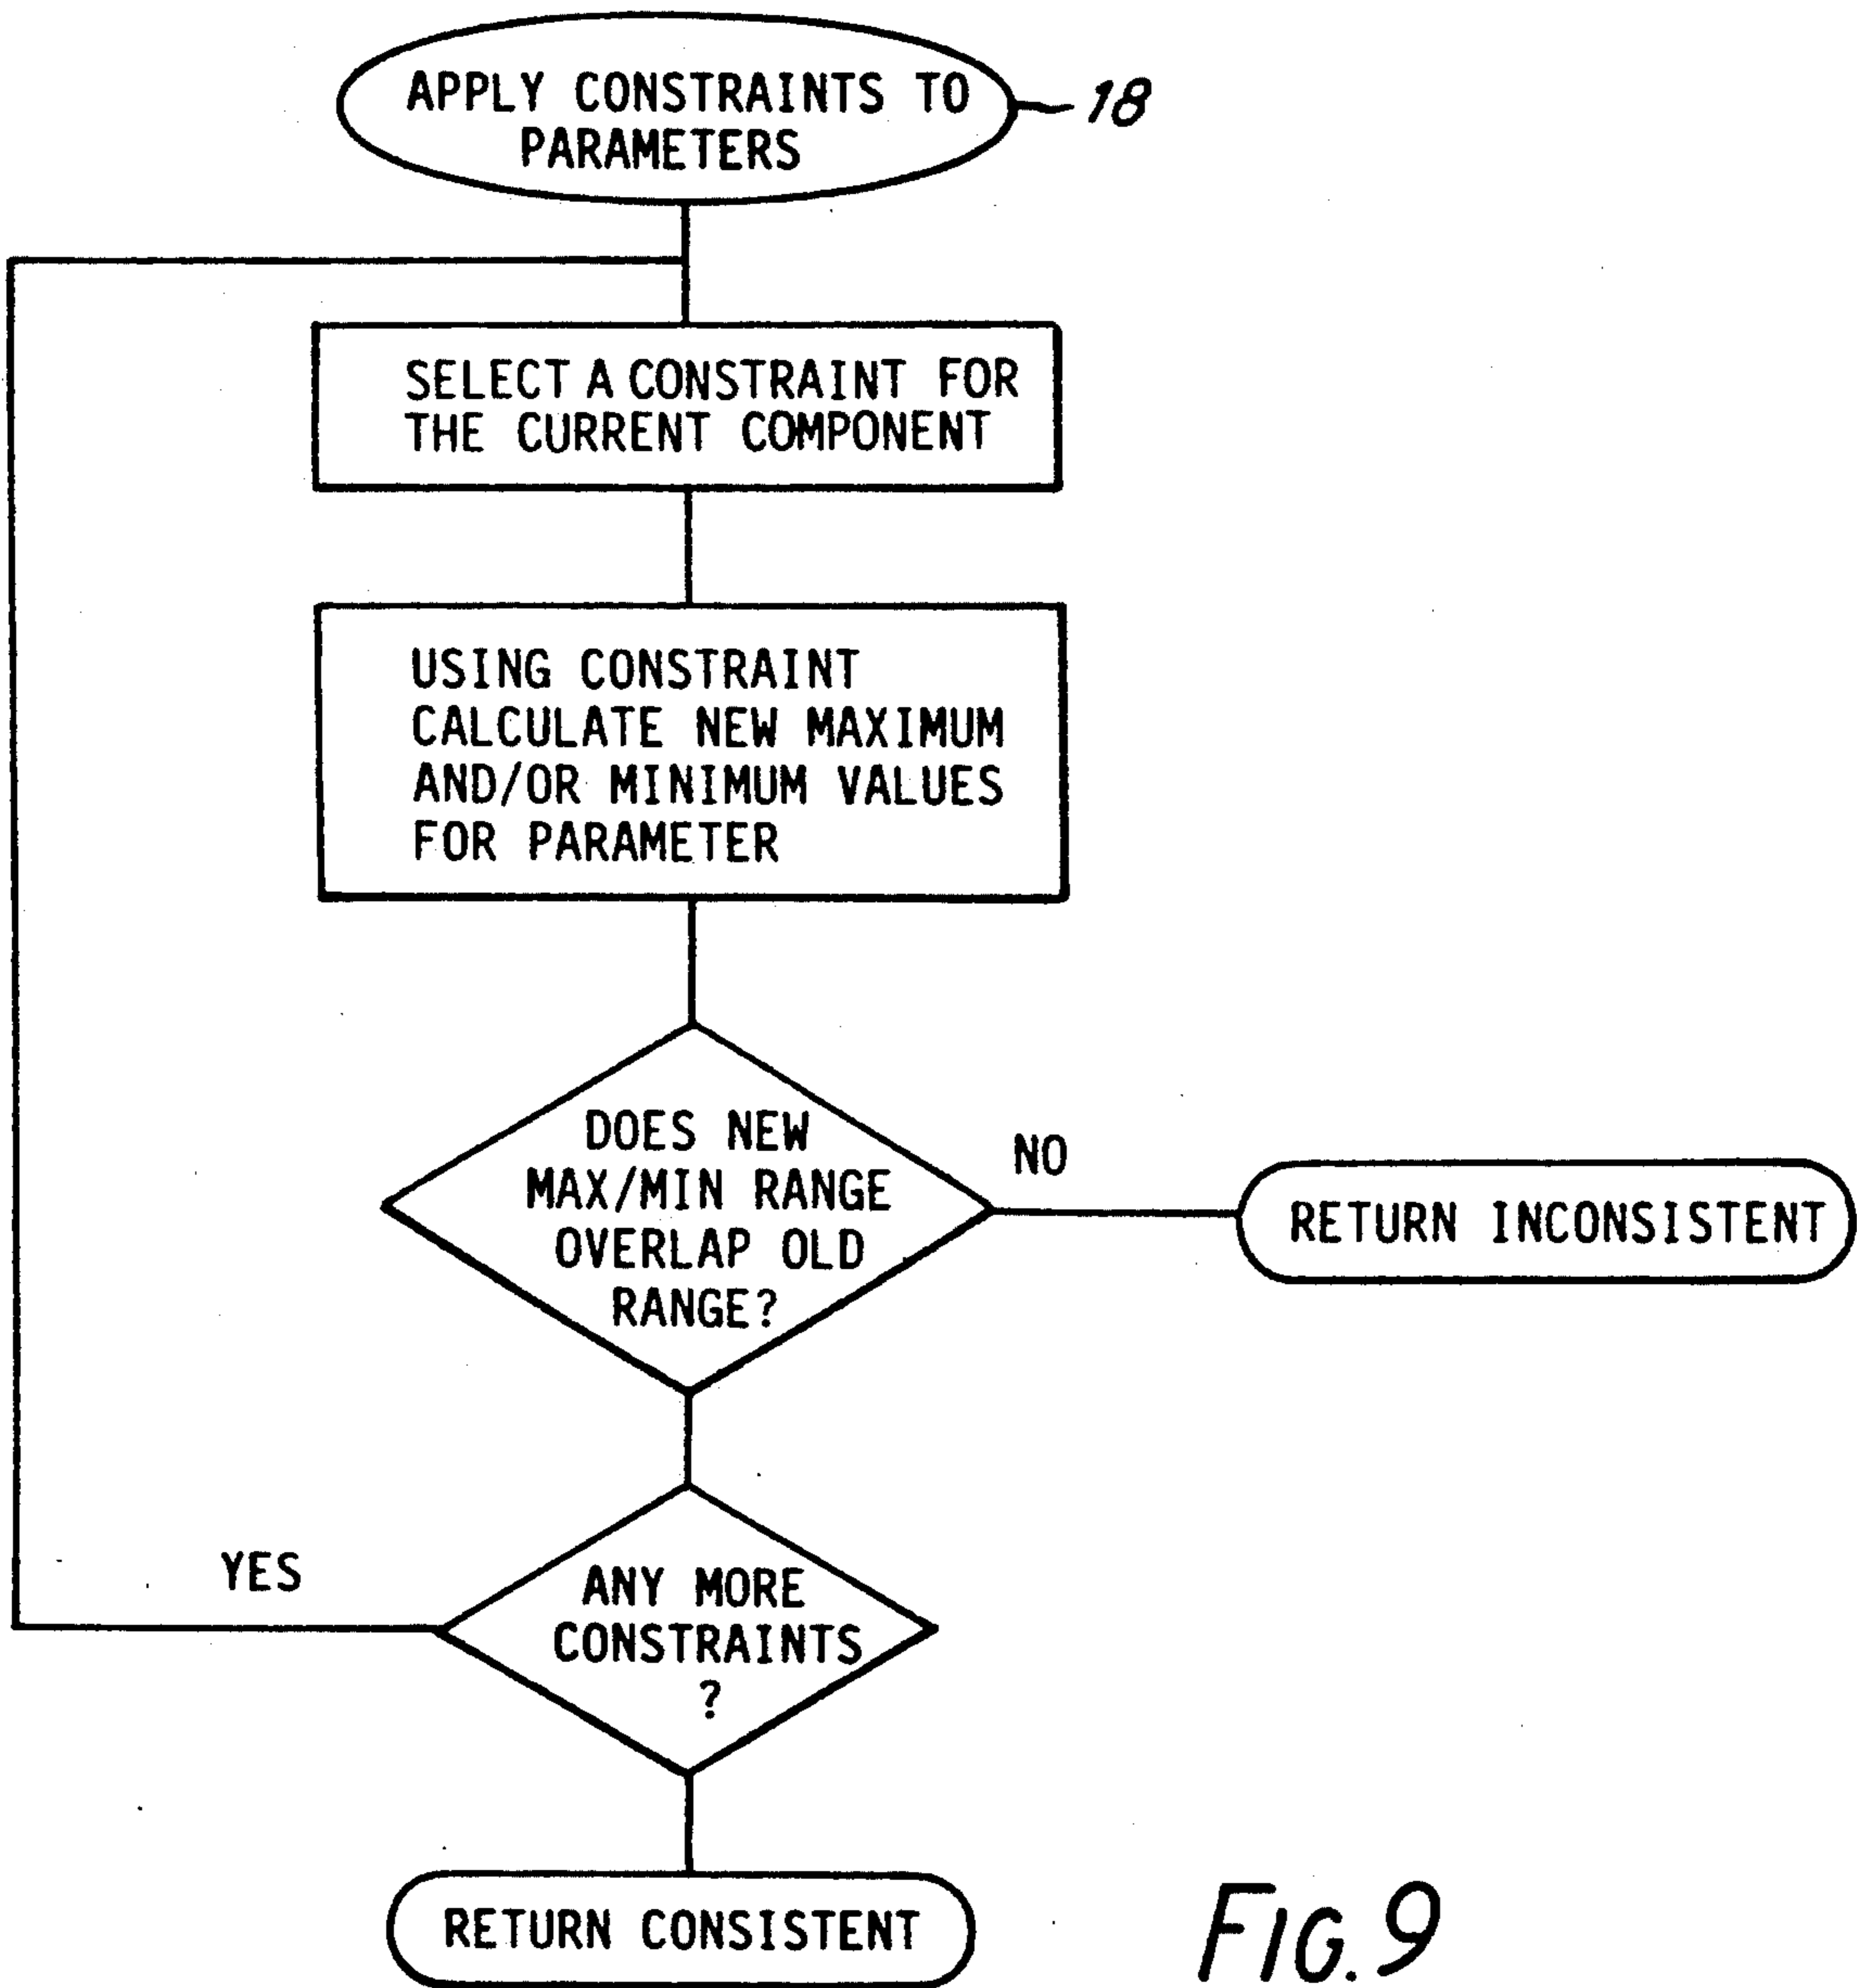 APPLY CONSTRAINTS TO
PARAMETERS
18
SELECT A CONSTRAINT FOR
THE CURRENT COMPONENT
USING CONSTRAINT
CALCULATE NEW MAXIMUM
AND/OR MINIMUM VALUES
FOR PARAMETER
DOES NEW
MAX/MIN RANGE
OVERLAP OLD
RANGE?
NO
RETURN INCONSISTENT
YES
ANY MORE
CONSTRAINTS
?
RETURN CONSISTENT
FIG. 9